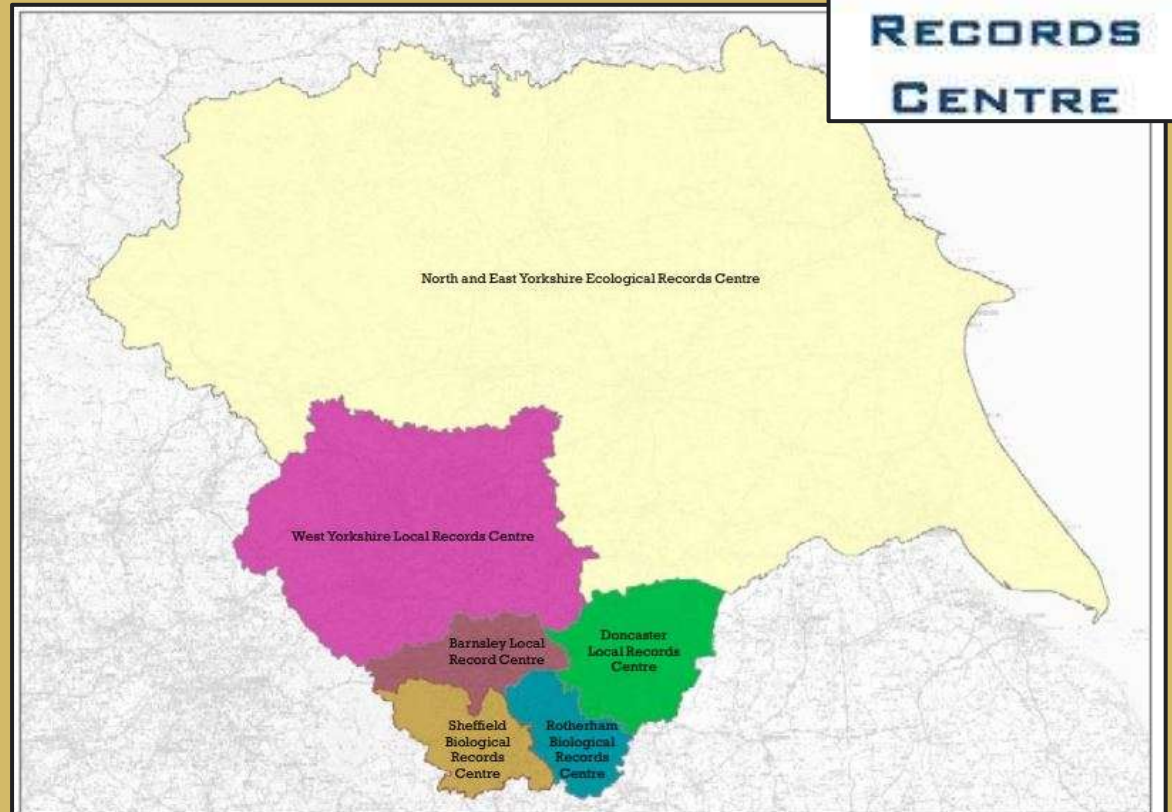 RECORDS
CENTRE
North and East Yorkshire Ecological Records Centre
West Yorkshire Local Records Centre
Barnsley Local
Record Centre
Doncaster
Local Records
Centre
Sheffield
Biological
Records
Centre
Rotherham
Biological
Records
Centre